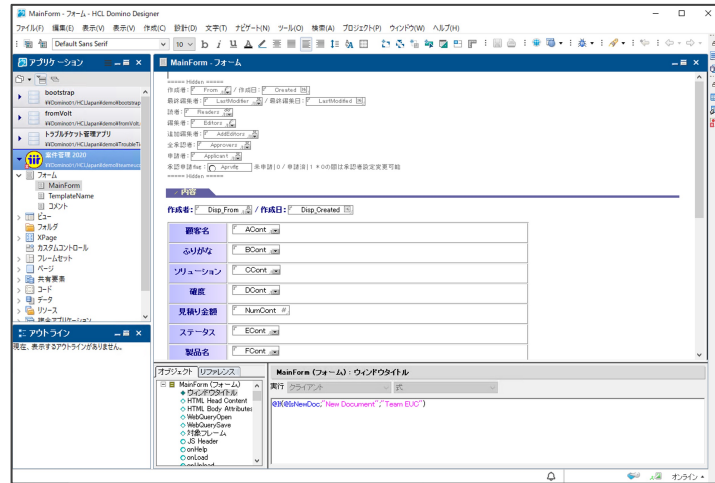 MainForm - フォーム - HCL Domino Designer
ファイル(F) 編集(E) 表示(V) 表示(V) 作成(C) 設計(D) 文字(T) ナビゲート(N) ツール(O) 検索(A) プロジェクト(P) ウィンドウ(W) ヘルプ(H)
Default Sans Serif 10 b i u A
アプリケーション
bootstrap
fromVolt
トラブルチケット管理アプリ
案件管理 2020
フォーム
MainForm
TemplateName
コメント
ビュー
フォルダ
XPage
カスタムコントロール
フレームセット
ページ
共有要素
コード
データ
リソース
アウトライン
現在、表示するアウトラインがありません。
MainForm - フォーム
===== Hidden =====
作成者: From / 作成日: Created
最終編集者: LastModifier / 最終編集日: LastModified
読者: Readers
編集者: Editors
追加編集者: AddEditors
全承認者: Approvers
申請者: Applicant
未申請|0 / 申請済|1 * 0の間は承認者設定変更可能
===== Hidden =====
内容
作成者: Disp_From / 作成日: Disp_Created
顧客名 ACont
ふりがな BCont
ソリューション CCont
確度 DCont
見積り金額 NumCont #
ステータス ECont
製品名 FCont
オブジェクト リファレンス
MainForm (フォーム)
ウィンドウタイトル
HTML Head Content
HTML Body Attributes
WebQueryOpen
WebQuerySave
対象フレーム
JS Header
onHelp
onLoad
onUnload
MainForm (フォーム) : ウィンドウタイトル
実行 クライアント 式
@If(@IsNewDoc;"New Document";"Team EUC")
オンライン